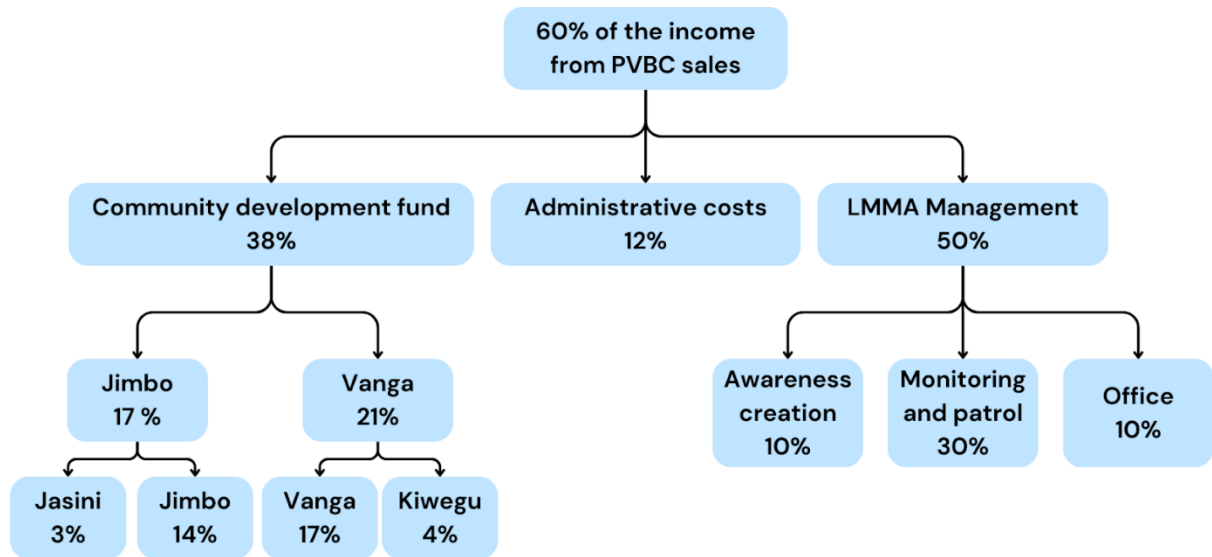 60% of the income
from PVBC sales
Community development fund
38%
Administrative costs
12%
LMMA Management
50%
Jimbo
17 %
Vanga
21%
Awareness
creation
10%
Monitoring
and patrol
30%
Office
10%
Jasini
3%
Jimbo
14%
Vanga
17%
Kiwegu
4%